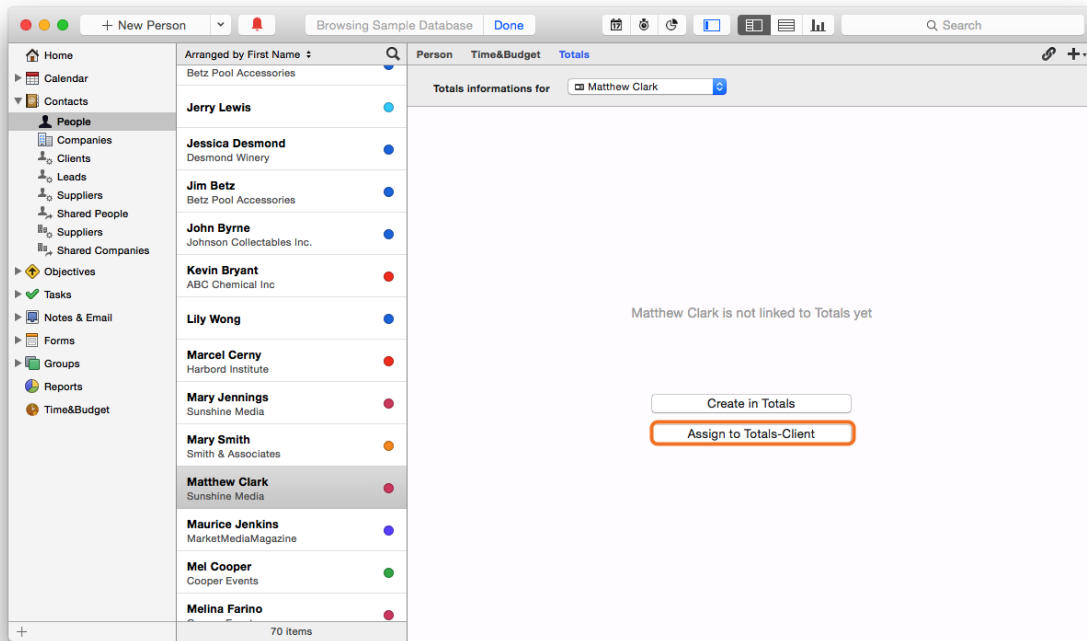 + New Person
Browsing Sample Database
Done
17
Search
Home
Calendar
Contacts
People
Companies
Clients
Leads
Suppliers
Shared People
Suppliers
Shared Companies
Objectives
Tasks
Notes & Email
Forms
Groups
Reports
Time&Budget
Arranged by First Name
Betz Pool Accessories
Jerry Lewis
Jessica Desmond
Desmond Winery
Jim Betz
Betz Pool Accessories
John Byrne
Johnson Collectables Inc.
Kevin Bryant
ABC Chemical Inc
Lily Wong
Marcel Cerny
Harbord Institute
Mary Jennings
Sunshine Media
Mary Smith
Smith & Associates
Matthew Clark
Sunshine Media
Maurice Jenkins
MarketMediaMagazine
Mel Cooper
Cooper Events
Melina Farino
70 items
Person Time&Budget Totals
Totals informations for
Matthew Clark
Matthew Clark is not linked to Totals yet
Create in Totals
Assign to Totals-Client